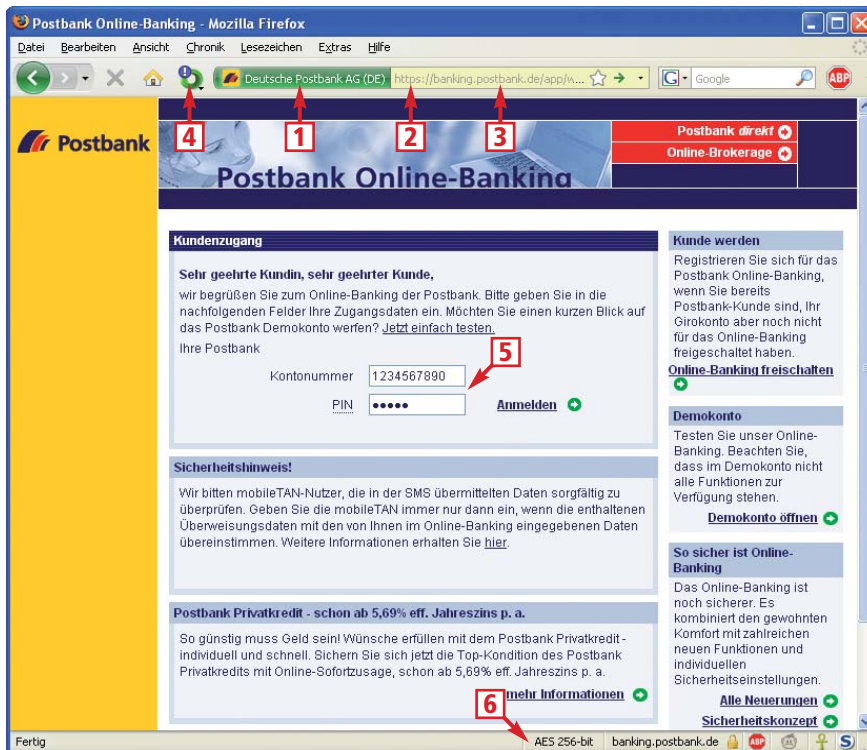 Postbank Online-Banking - Mozilla Firefox
Datei Bearbeiten Ansicht Chronik Lesezeichen Extras Hilfe
Deutsche Postbank AG (DE) https://banking.postbank.de/app/w... G Google ABP
4 1 2 3
Postbank
Postbank Online-Banking
Postbank direkt
Online-Brokerage
Kundenzugang
Sehr geehrte Kundin, sehr geehrter Kunde,
wir begrüßen Sie zum Online-Banking der Postbank. Bitte geben Sie in die
nachfolgenden Felder Ihre Zugangsdaten ein. Möchten Sie einen kurzen Blick auf
das Postbank Demokonto werfen? Jetzt einfach testen.
Ihre Postbank
5
Kontonummer 1234567890
PIN ••••• Anmelden
Sicherheitshinweis!
Wir bitten mobileTAN-Nutzer, die in der SMS übermittelten Daten sorgfältig zu
überprüfen. Geben Sie die mobileTAN immer nur dann ein, wenn die enthaltenen
Überweisungsdaten mit den von Ihnen im Online-Banking eingegebenen Daten
übereinstimmen. Weitere Informationen erhalten Sie hier.
Postbank Privatkredit - schon ab 5,69% eff. Jahreszins p. a.
So günstig muss Geld sein! Wünsche erfüllen mit dem Postbank Privatkredit -
individuell und schnell. Sichern Sie sich jetzt die Top-Kondition des Postbank
Privatkredits mit Online-Sofortzusage, schon ab 5,69% eff. Jahreszins p. a.
mehr Informationen
Kunde werden
Registrieren Sie sich für das
Postbank Online-Banking,
wenn Sie bereits
Postbank-Kunde sind, Ihr
Girokonto aber noch nicht
für das Online-Banking
freigeschaltet haben.
Online-Banking freischalten
Demokonto
Testen Sie unser Online-
Banking. Beachten Sie,
dass im Demokonto nicht
alle Funktionen zur
Verfügung stehen.
Demokonto öffnen
So sicher ist Online-
Banking
Das Online-Banking ist
noch sicherer. Es
kombiniert den gewohnten
Komfort mit zahlreichen
neuen Funktionen und
individuellen
Sicherheitseinstellungen.
Alle Neuerungen
Sicherheitskonzept
6
Fertig AES 256-bit banking.postbank.de ABP S